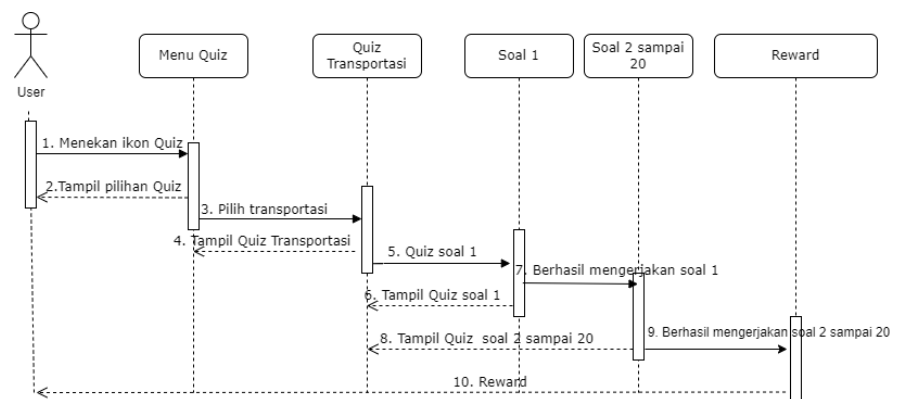 User
Menu Quiz
Quiz
Transportasi
Soal 1
Soal 2 sampai
20
Reward
1. Menekan ikon Quiz
2.Tampil pilihan Quiz
3. Pilih transportasi
4. Tampil Quiz Transportasi
5. Quiz soal 1
6. Tampil Quiz soal 1
7. Berhasil mengerjakan soal 1
8. Tampil Quiz soal 2 sampai 20
9. Berhasil mengerjakan soal 2 sampai 20
10. Reward